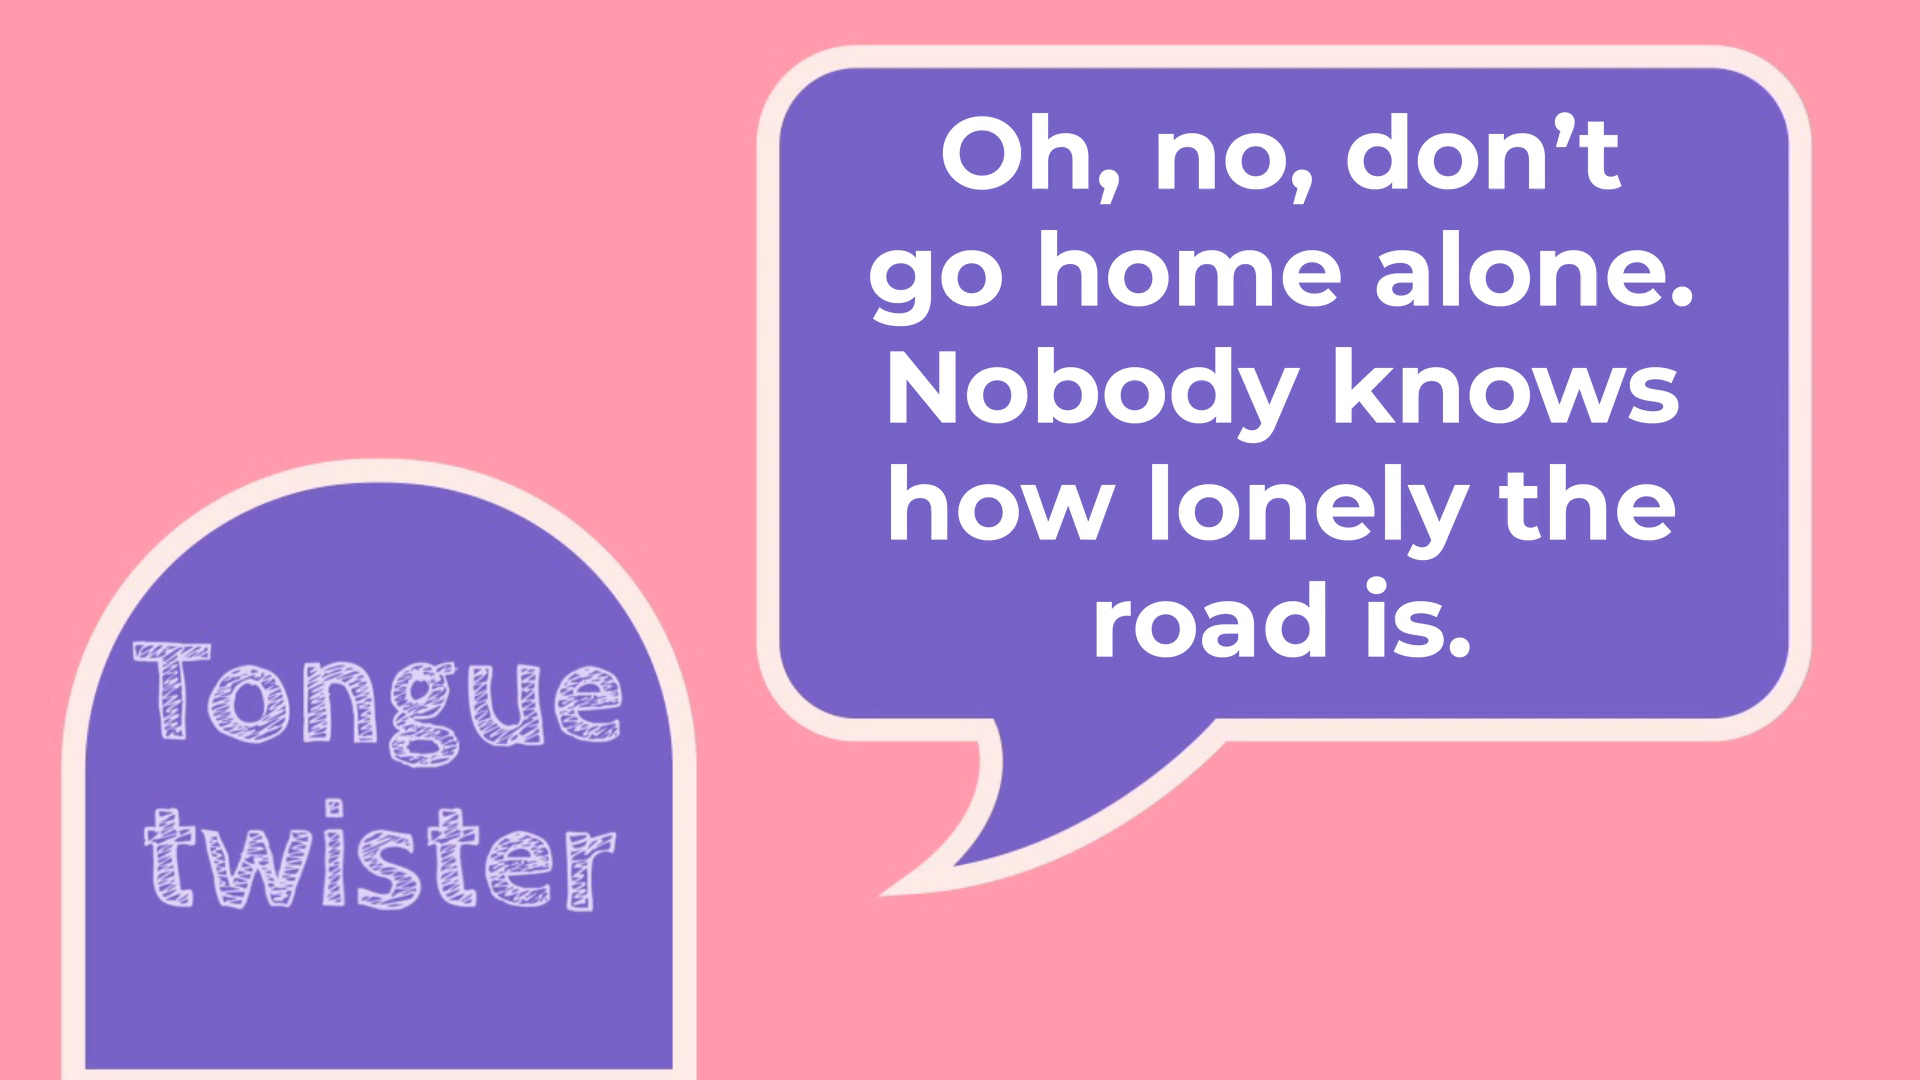 Oh, no, don’t
go home alone.
Nobody knows
how lonely the
road is.
Tongue
twister